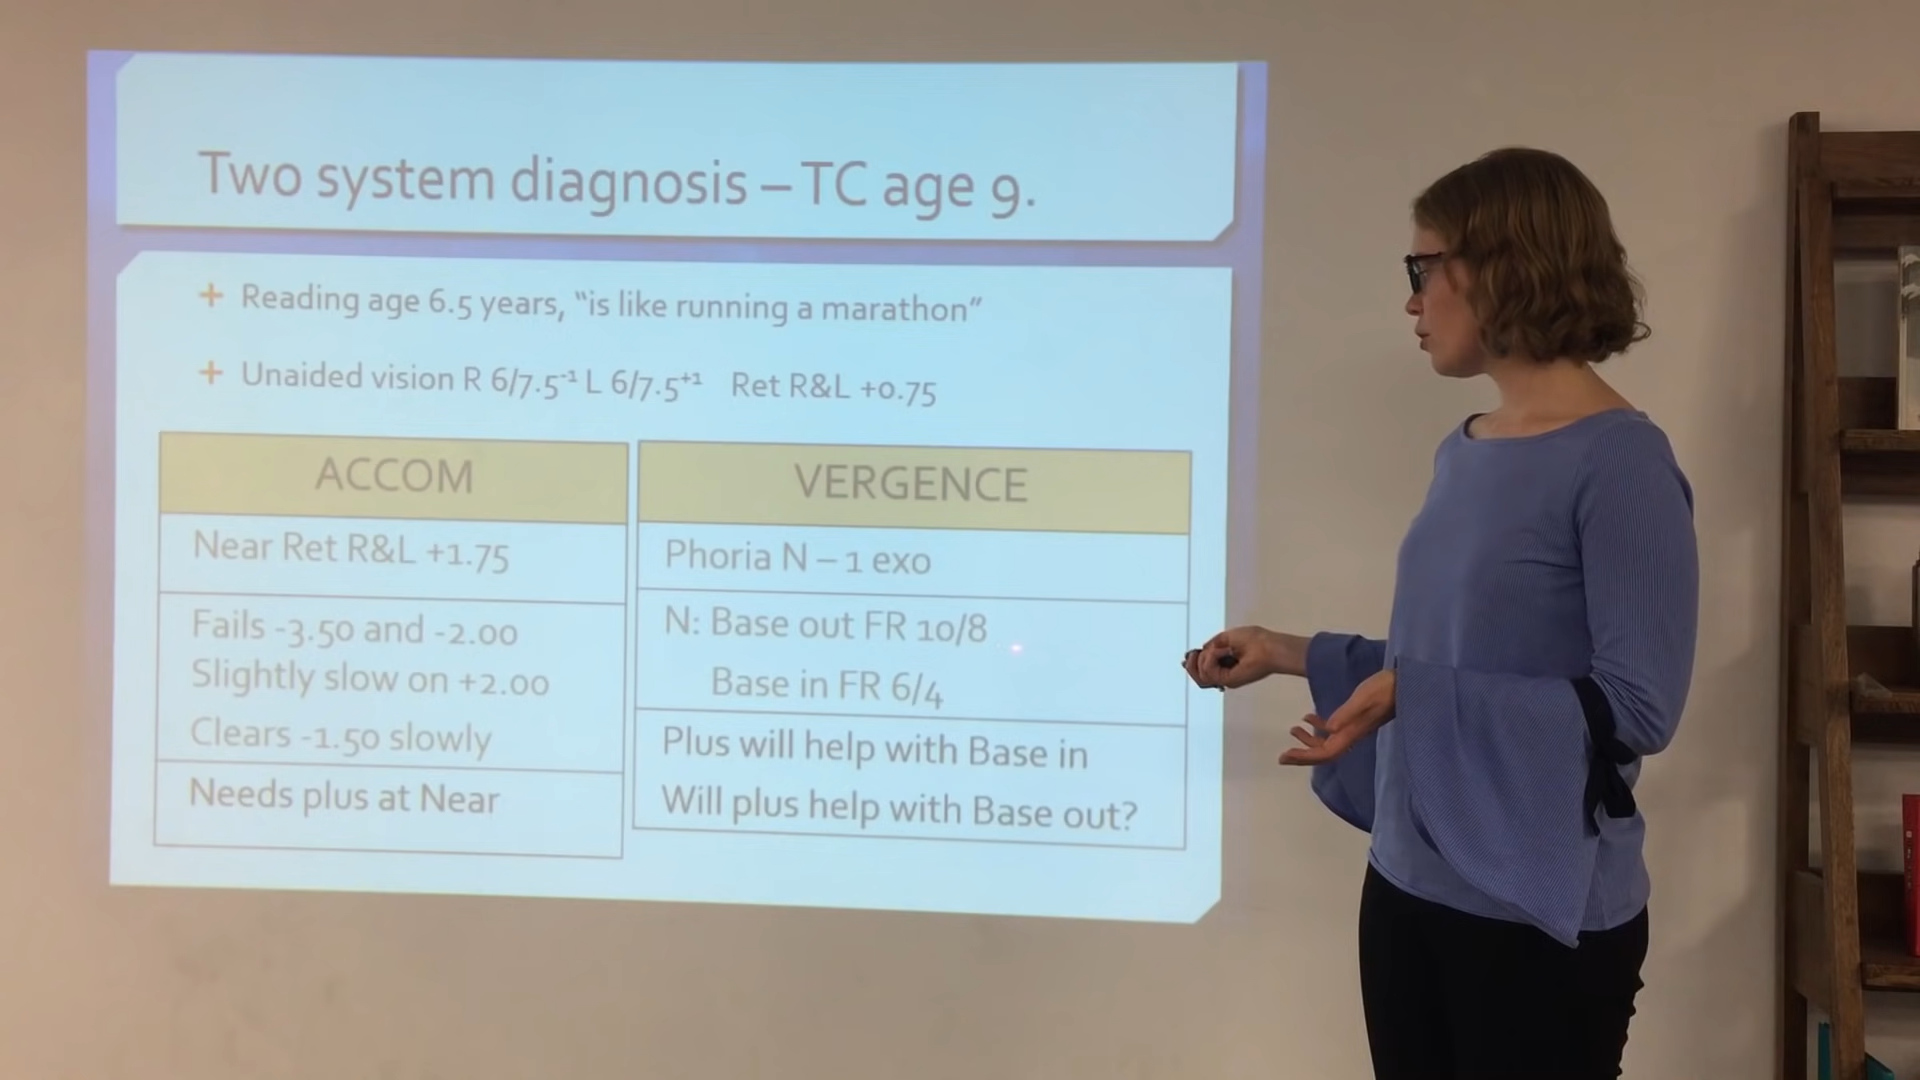 Two system diagnosis – TC age 9.
+ Reading age 6.5 years, “is like running a marathon”
+ Unaided vision R 6/7.5⁻¹ L 6/7.5⁺¹ Ret R&L +0.75
ACCOM
Near Ret R&L +1.75
Fails -3.50 and -2.00
Slightly slow on +2.00
Clears -1.50 slowly
Needs plus at Near
VERGENCE
Phoria N – 1 exo
N: Base out FR 10/8
Base in FR 6/4
Plus will help with Base in
Will plus help with Base out?